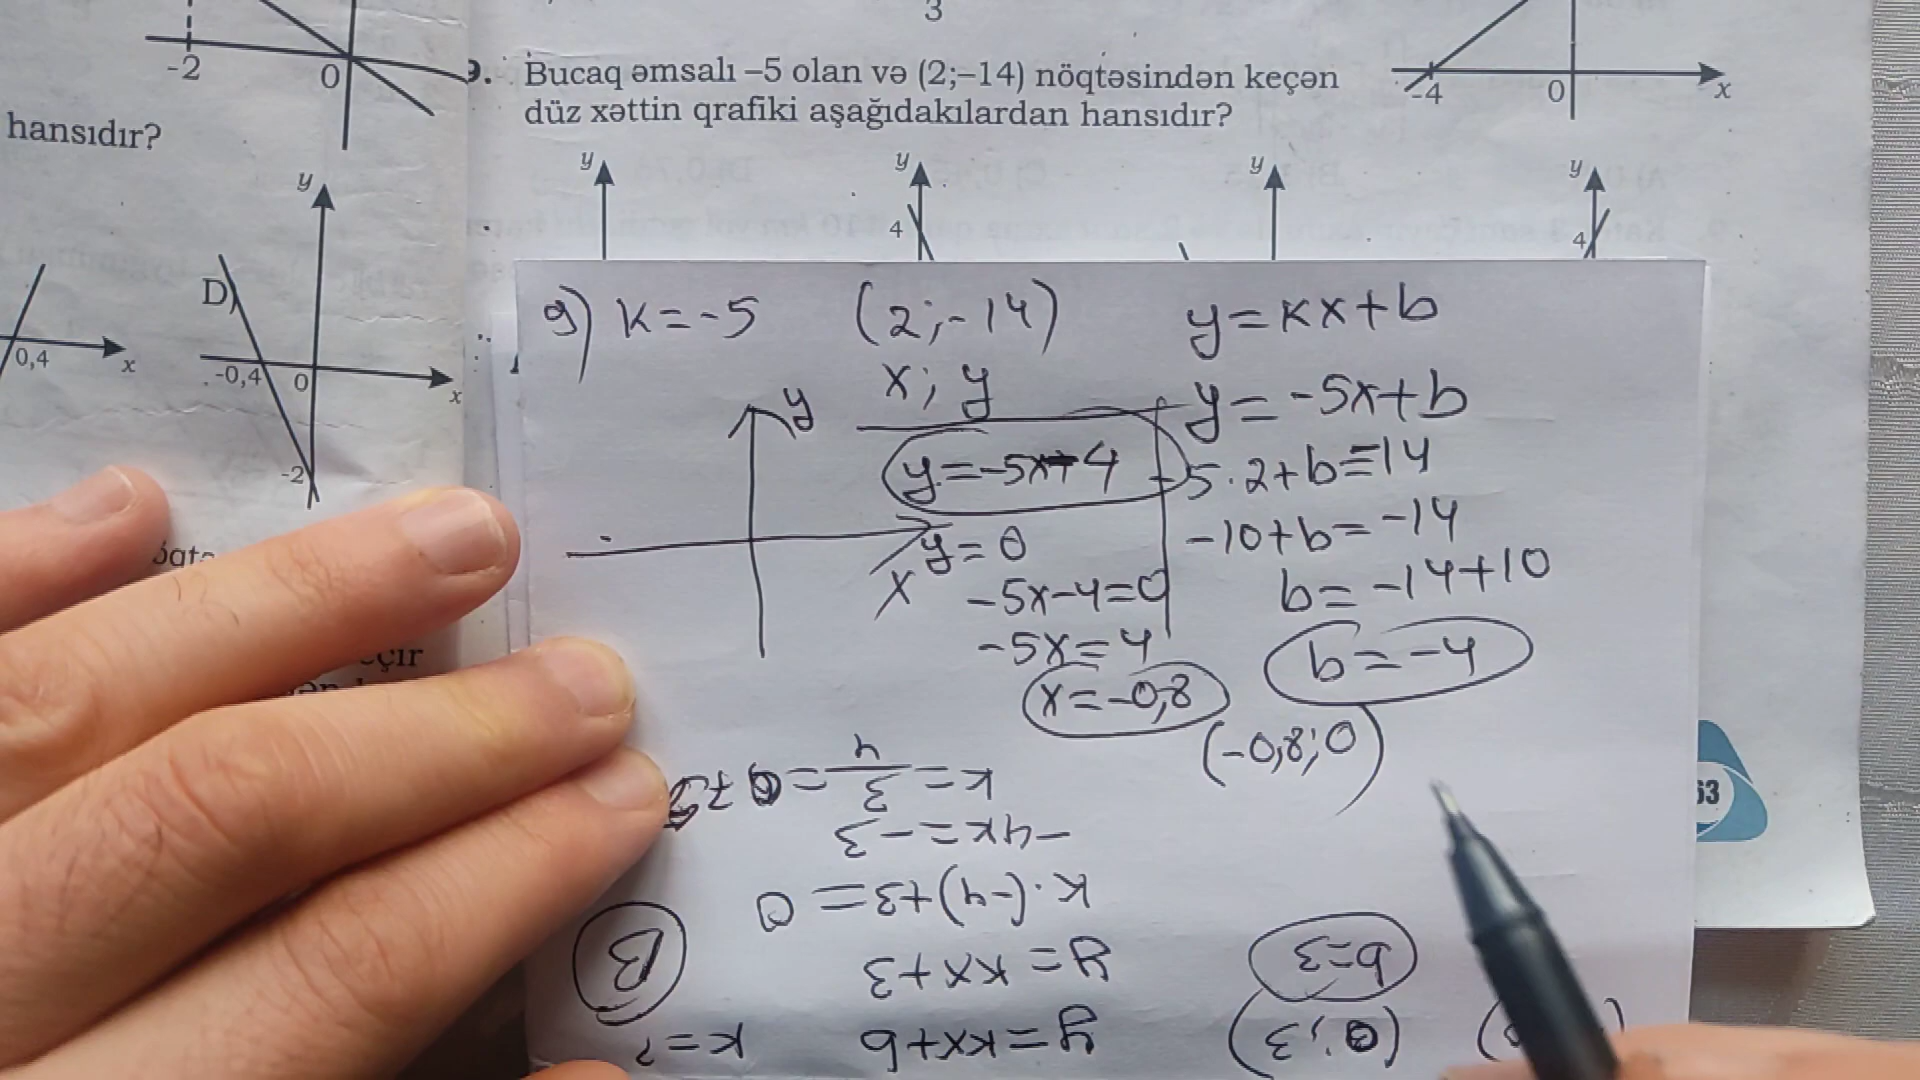 3
-2
0
hansıdır?
y
D)
0,4
x
-0,4
0
x
-2
9. Bucaq əmsalı –5 olan və (2;–14) nöqtəsindən keçən
düz xəttin qrafiki aşağıdakılardan hansıdır?
-4
0
x
y
y
4
y
y
4
9) k=-5
(2;-14)
x; y
y=kx+b
y=-5x+b
-5·2+b=-14
-10+b=-14
b=-14+10
b=-4
y
x
y=-5x-4
y=0
-5x-4=0
-5x=4
x=-0,8
(-0,8;0)
63
çır
k=?
y=kx+b
(0;3)
b=3
y=kx+3
k·(-4)+3=0
-4k=-3
k=3/4=0,75
B